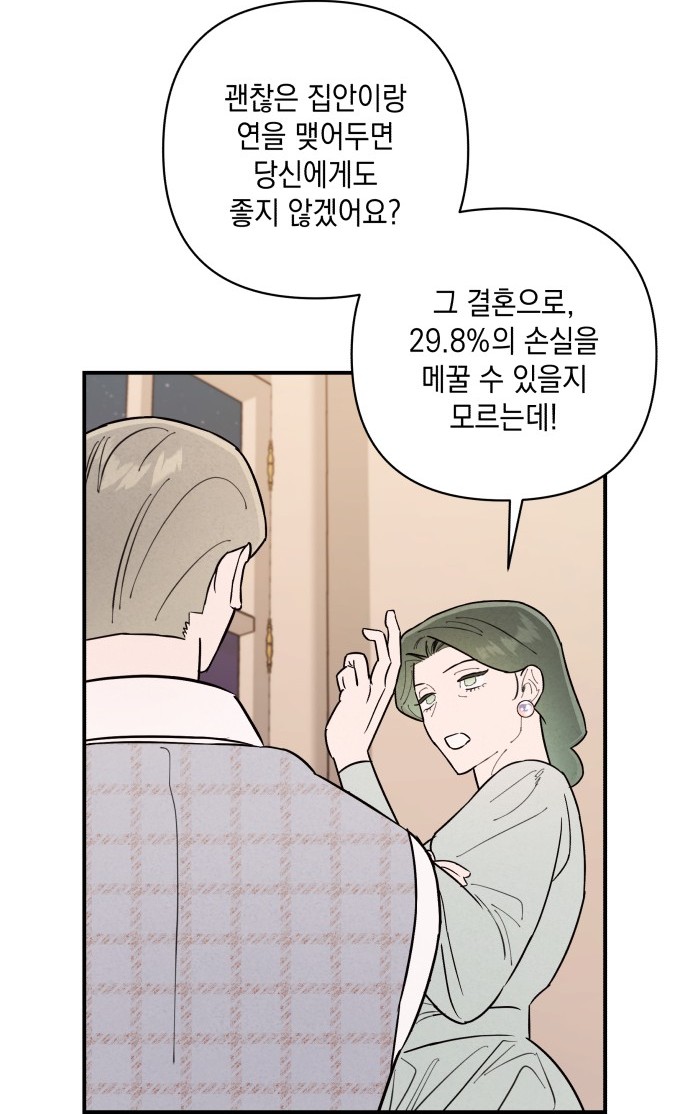 괜찮은 집안이랑
연을 맺어두면
당신에게도
좋지 않겠어요?
그 결혼으로,
29.8%의 손실을
메꿀 수 있을지
모르는데!